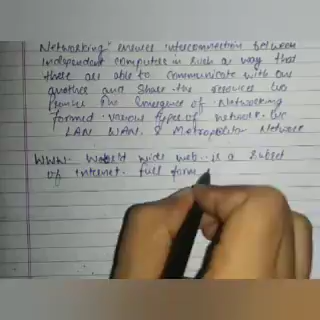 Networking: ensures interconnection between
independent computer in such a way that
these are able to communicate with one
another and share the resources
the emergence of Networking
formed various types of network.
LAN WAN & Metropolitan Network
WWW World wide web. is a subset
of internet. full form